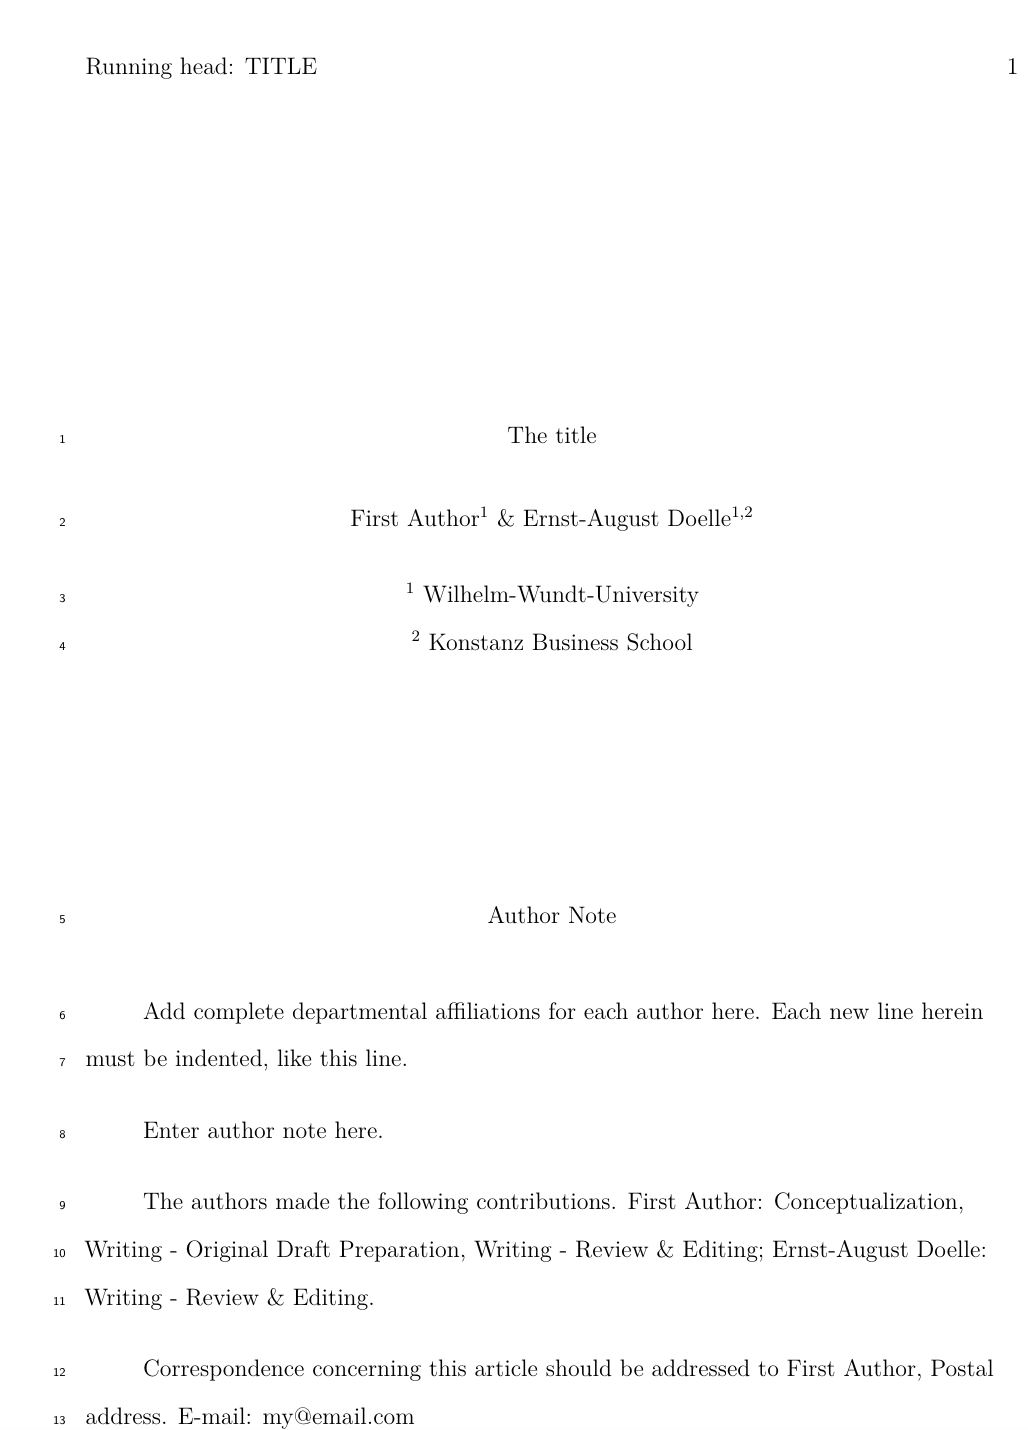 Running head: TITLE 1
1 The title
2 First Author¹ & Ernst-August Doelle¹,²
3 ¹ Wilhelm-Wundt-University
4 ² Konstanz Business School
5 Author Note
6 Add complete departmental affiliations for each author here. Each new line herein
7 must be indented, like this line.
8 Enter author note here.
9 The authors made the following contributions. First Author: Conceptualization,
10 Writing - Original Draft Preparation, Writing - Review & Editing; Ernst-August Doelle:
11 Writing - Review & Editing.
12 Correspondence concerning this article should be addressed to First Author, Postal
13 address. E-mail: my@email.com